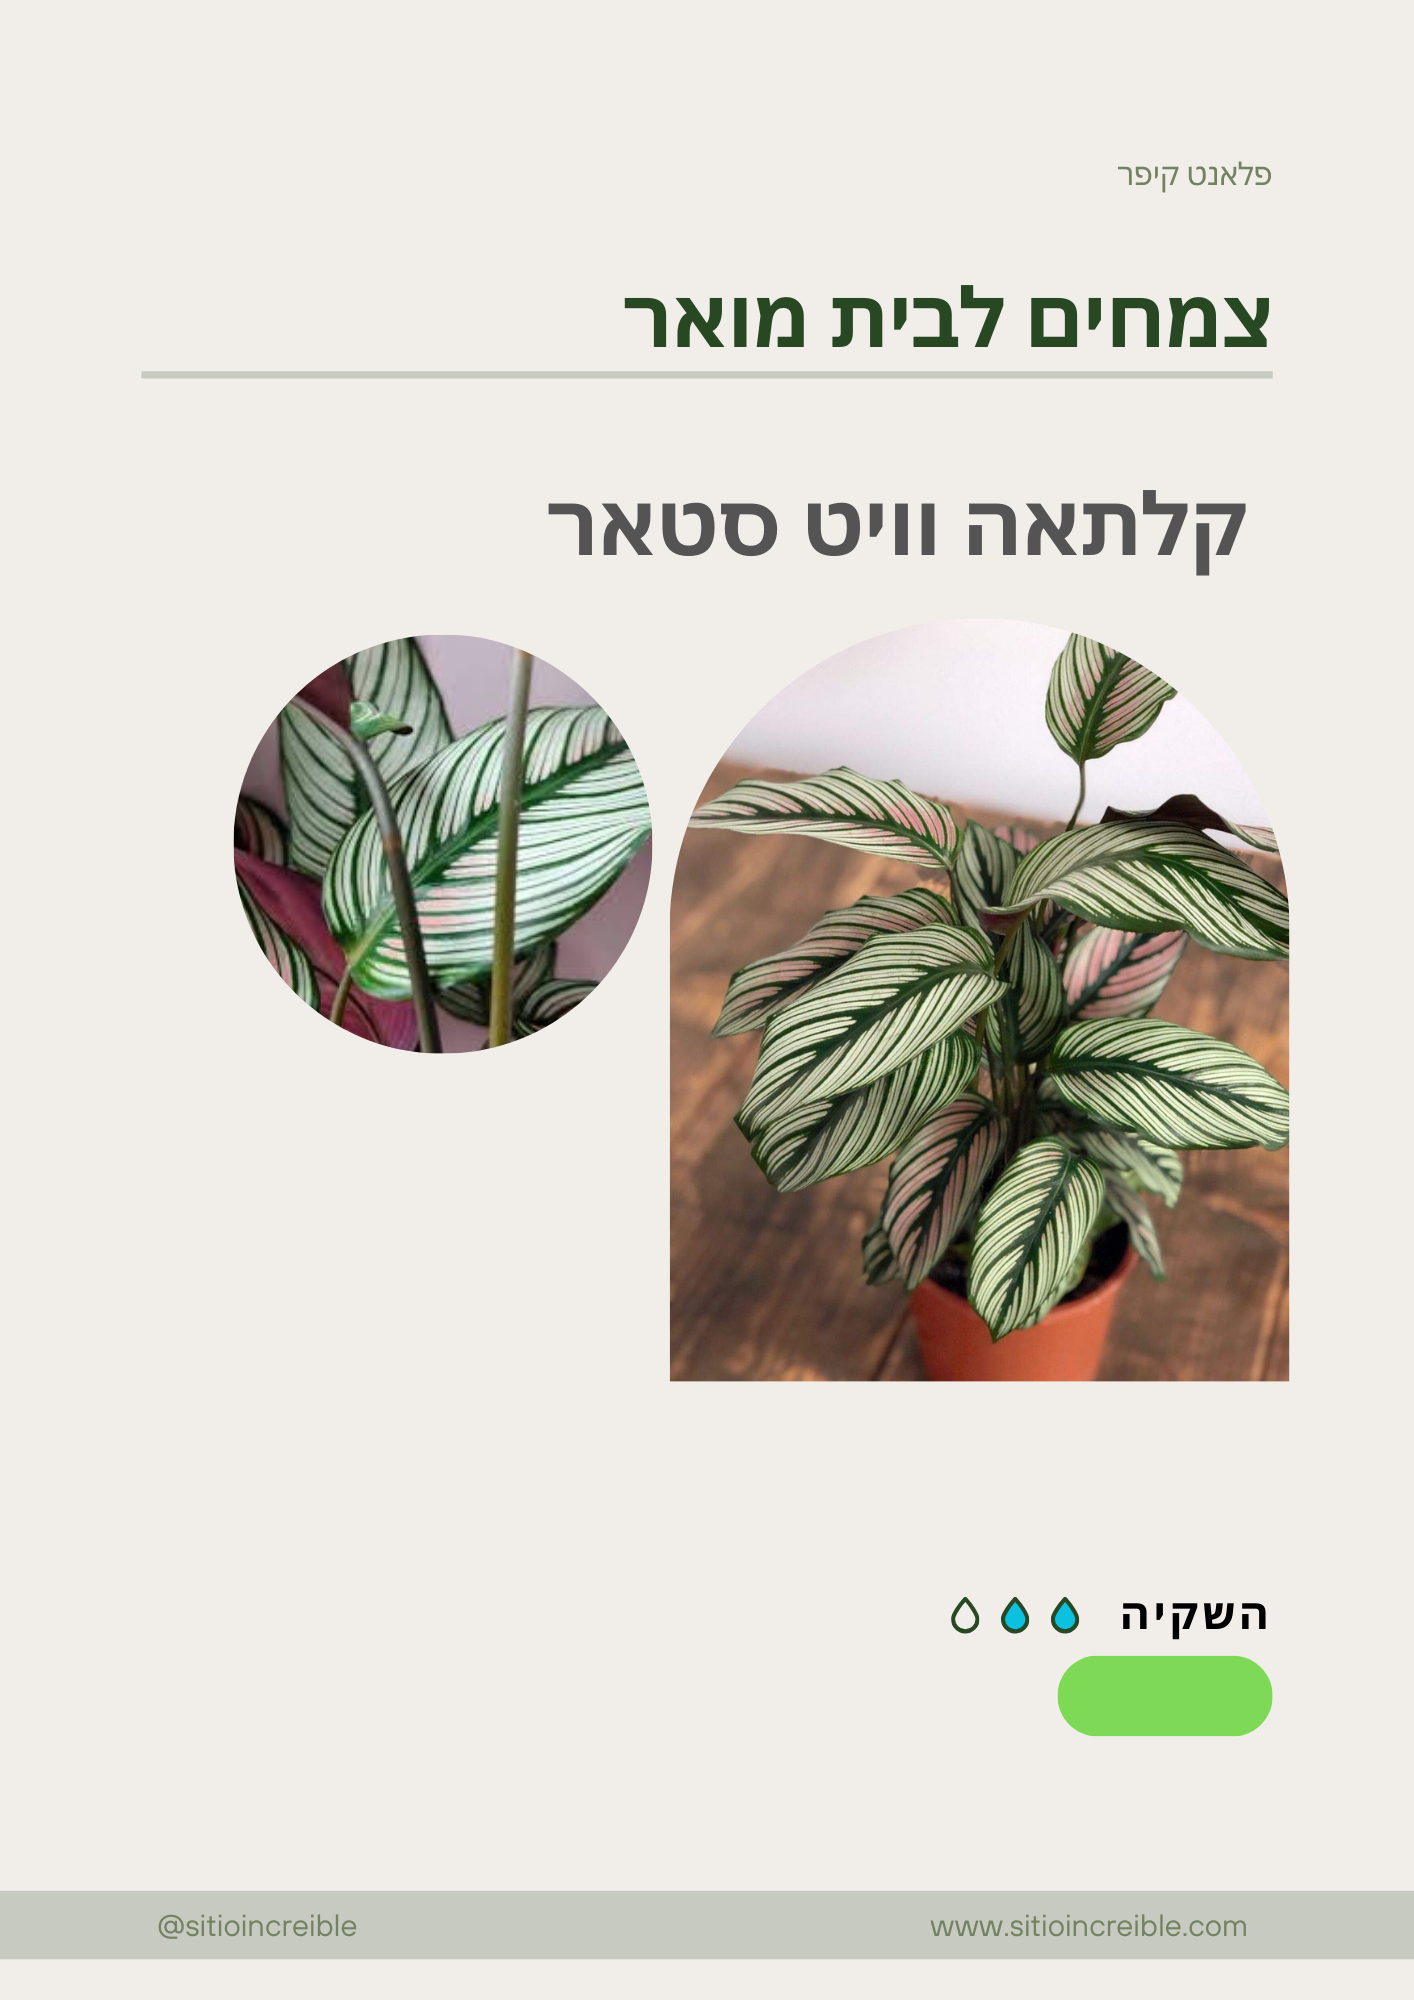 פלאנט קיפר
צמחים לבית מואר
קלתאה וויט סטאר
השקיה
@sitioincreible
www.sitioincreible.com